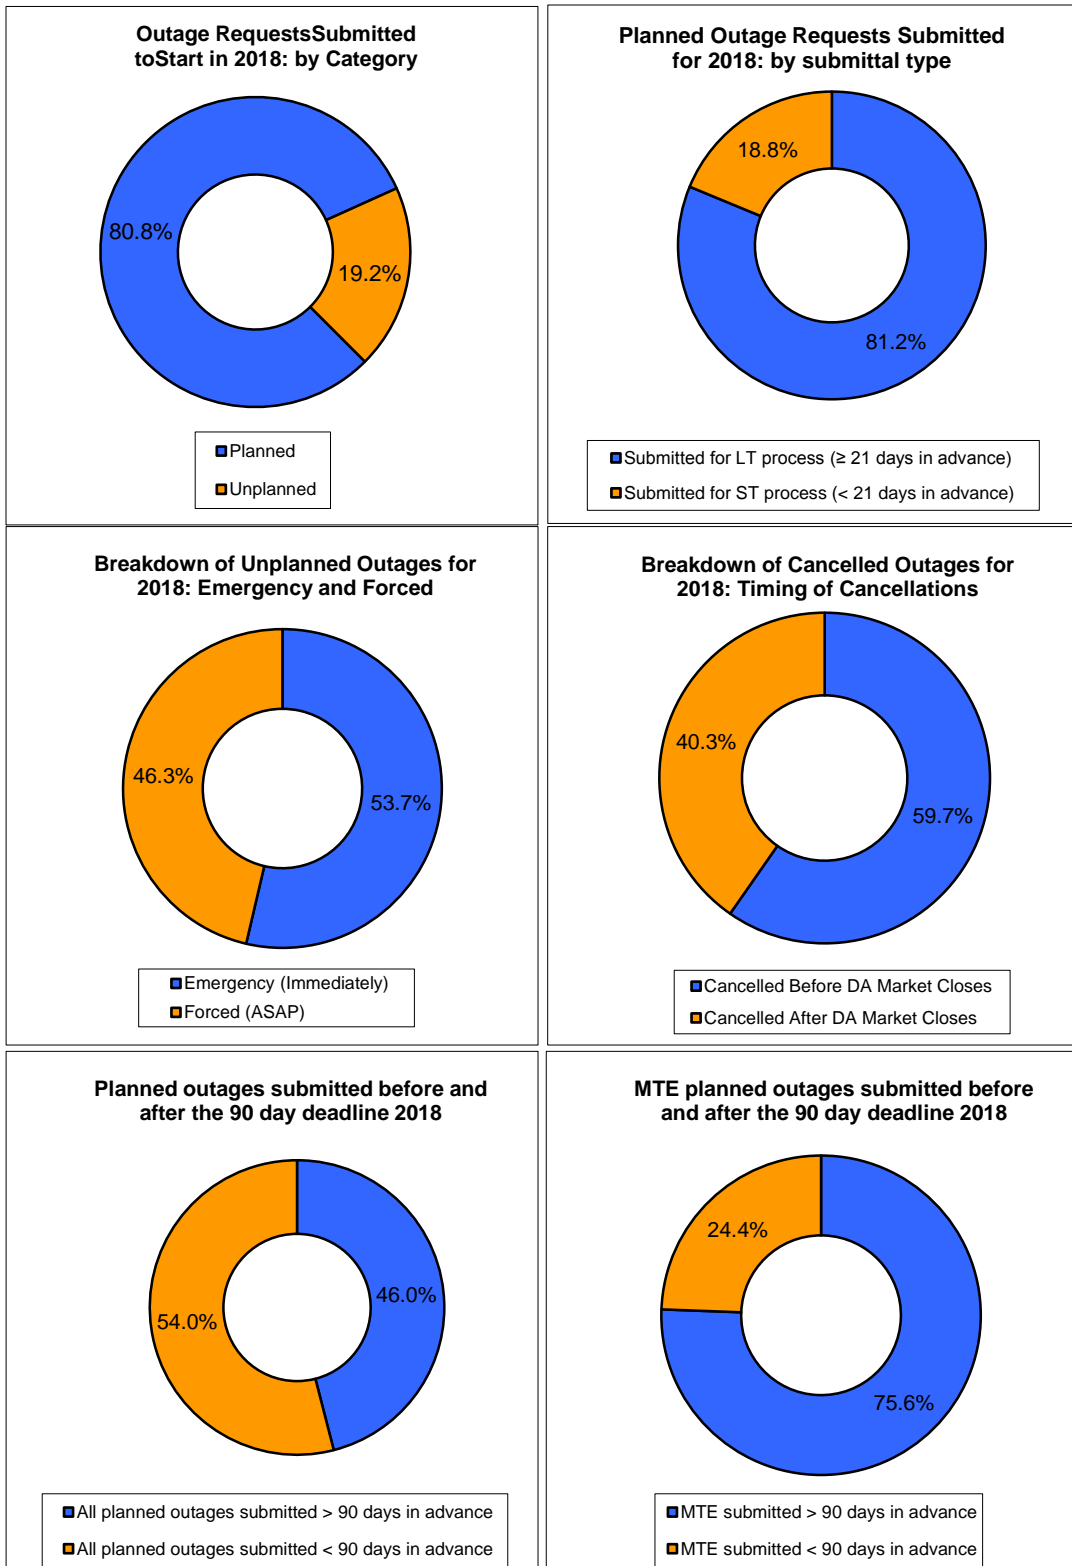 Outage RequestsSubmitted
toStart in 2018: by Category
80.8%
19.2%
Planned
Unplanned
Planned Outage Requests Submitted
for 2018: by submittal type
18.8%
81.2%
Submitted for LT process (≥ 21 days in advance)
Submitted for ST process (< 21 days in advance)
Breakdown of Unplanned Outages for
2018: Emergency and Forced
46.3%
53.7%
Emergency (Immediately)
Forced (ASAP)
Breakdown of Cancelled Outages for
2018: Timing of Cancellations
40.3%
59.7%
Cancelled Before DA Market Closes
Cancelled After DA Market Closes
Planned outages submitted before and
after the 90 day deadline 2018
46.0%
54.0%
All planned outages submitted > 90 days in advance
All planned outages submitted < 90 days in advance
MTE planned outages submitted before
and after the 90 day deadline 2018
24.4%
75.6%
MTE submitted > 90 days in advance
MTE submitted < 90 days in advance